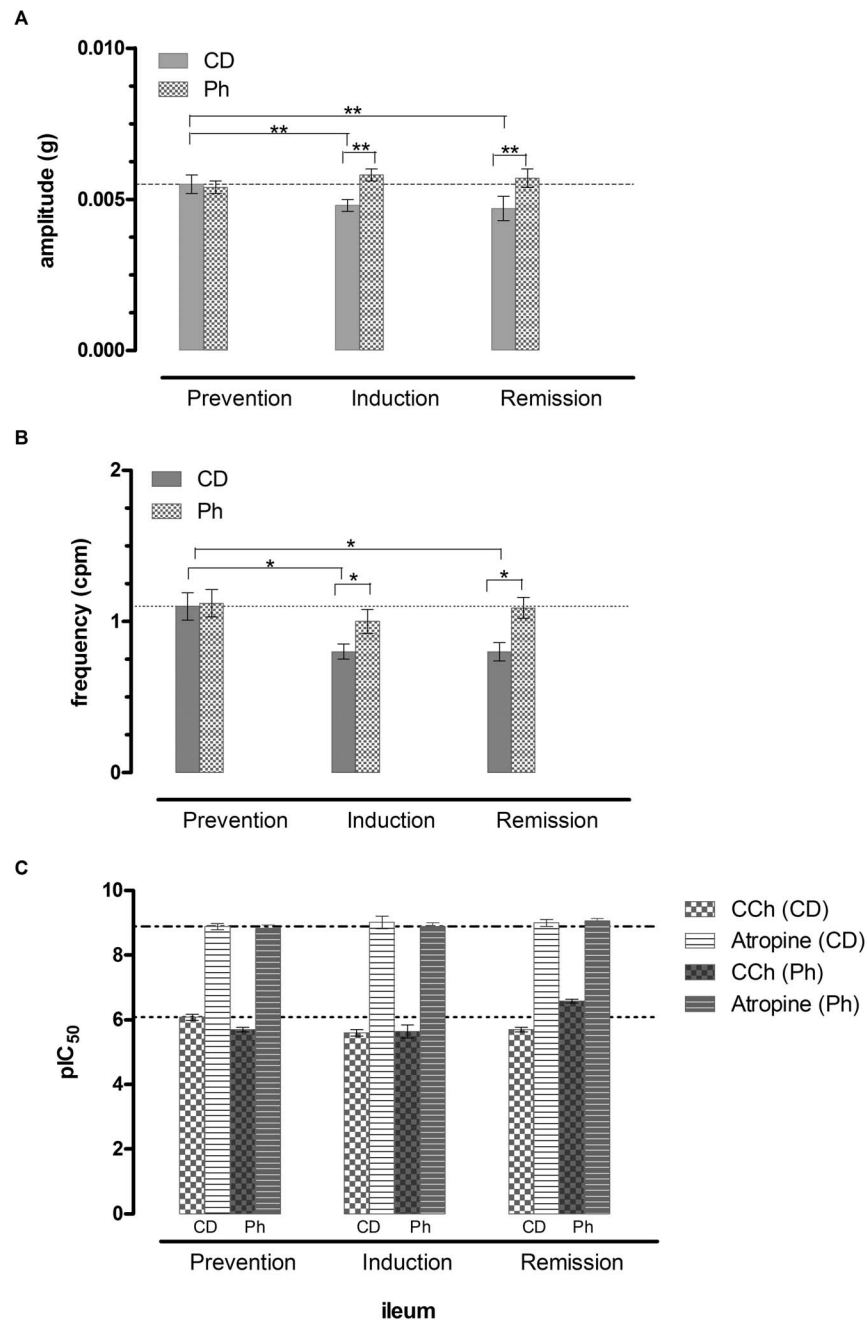 A
0.010
CD
Ph
**
**
**
**
amplitude (g)
0.005
0.000
Prevention Induction Remission
B
2
CD
Ph
*
*
*
*
frequency (cpm)
1
0
Prevention Induction Remission
C
10
CCh (CD)
Atropine (CD)
CCh (Ph)
Atropine (Ph)
8
6
pIC50
4
2
0
CD Ph CD Ph CD Ph
Prevention Induction Remission
ileum